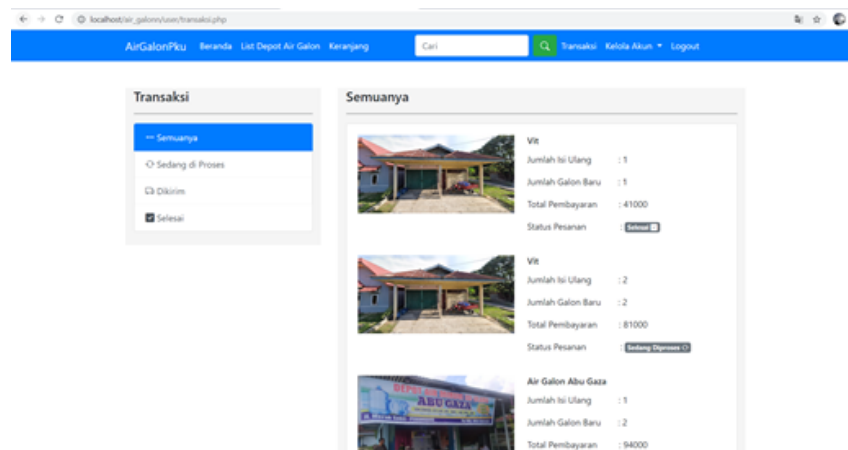 localhost/air_galonn/user/transaksi.php
AirGalonPku Beranda List Depot Air Galon Keranjang Cari Transaksi Kelola Akun Logout
Transaksi
Semuanya
Sedang di Proses
Dikirim
Selesai
Semuanya
Vit
Jumlah Isi Ulang : 1
Jumlah Galon Baru : 1
Total Pembayaran : 41000
Status Pesanan : Selesai
Vit
Jumlah Isi Ulang : 2
Jumlah Galon Baru : 2
Total Pembayaran : 81000
Status Pesanan : Sedang Diproses
ABU GAZA
Air Galon Abu Gaza
Jumlah Isi Ulang : 1
Jumlah Galon Baru : 2
Total Pembayaran : 94000